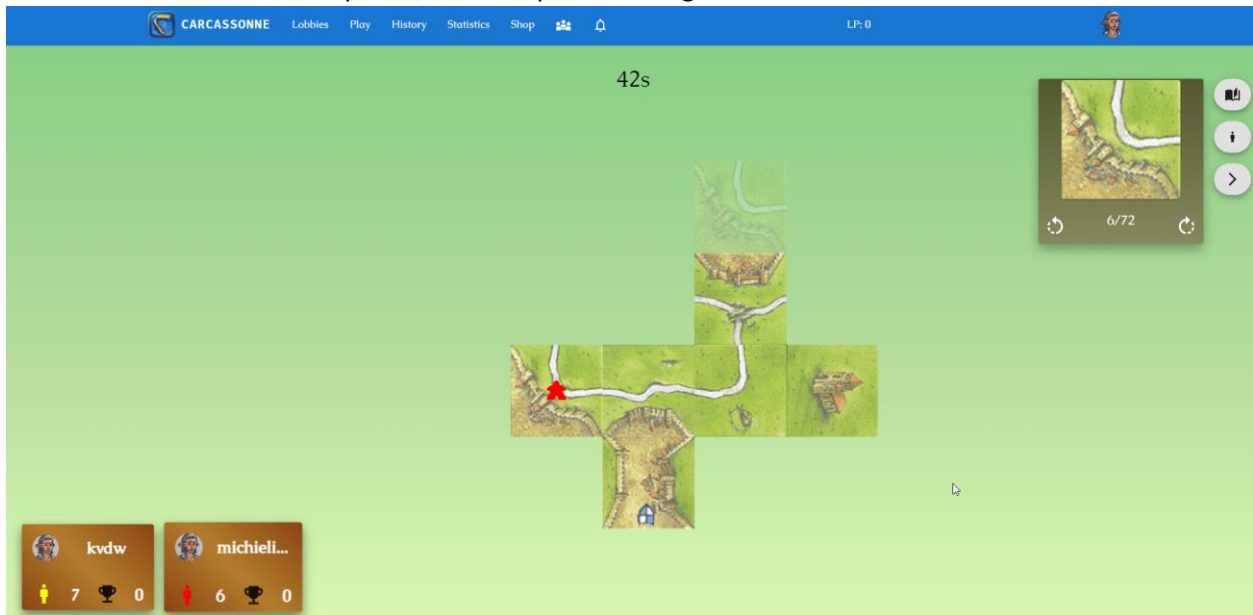 CARCASSONNE Lobbies Play History Statistics Shop LP: 0
42s
6/72
kvdw
7 0
michieli...
6 0